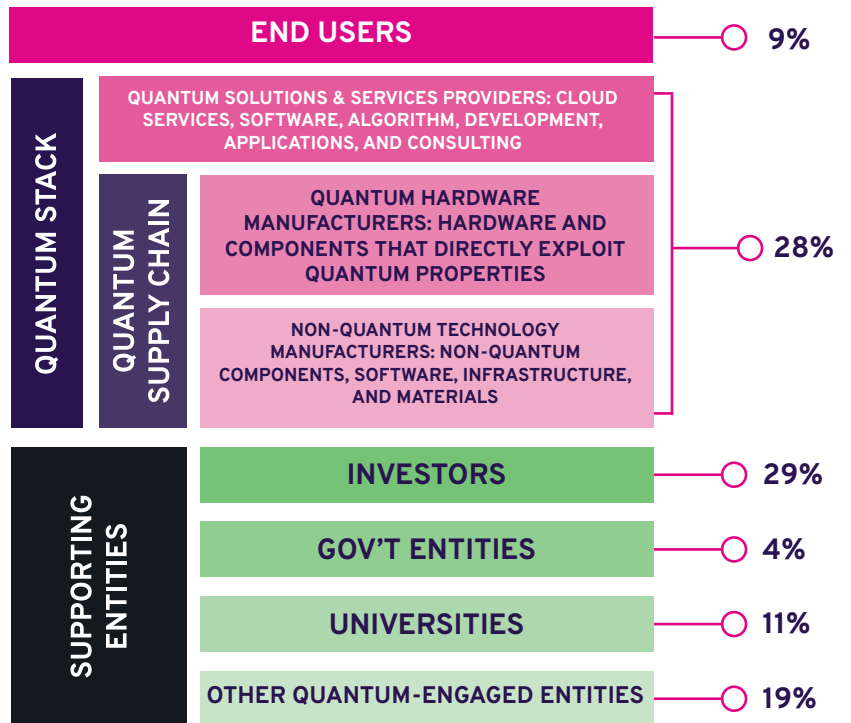 END USERS
9%
QUANTUM STACK
QUANTUM SOLUTIONS & SERVICES PROVIDERS: CLOUD
SERVICES, SOFTWARE, ALGORITHM, DEVELOPMENT,
APPLICATIONS, AND CONSULTING
QUANTUM
SUPPLY CHAIN
QUANTUM HARDWARE
MANUFACTURERS: HARDWARE AND
COMPONENTS THAT DIRECTLY EXPLOIT
QUANTUM PROPERTIES
28%
NON-QUANTUM TECHNOLOGY
MANUFACTURERS: NON-QUANTUM
COMPONENTS, SOFTWARE, INFRASTRUCTURE,
AND MATERIALS
SUPPORTING
ENTITIES
INVESTORS
29%
GOV'T ENTITIES
4%
UNIVERSITIES
11%
OTHER QUANTUM-ENGAGED ENTITIES
19%